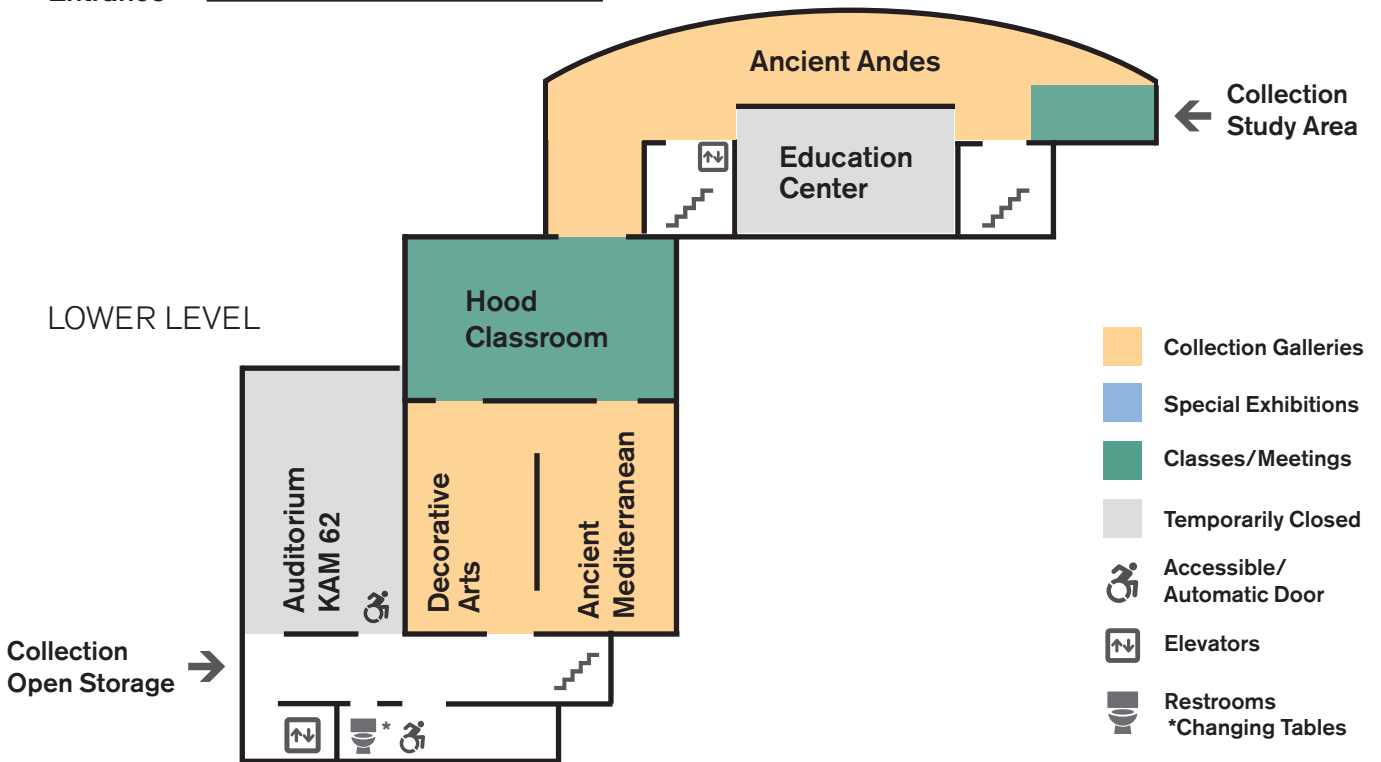 Entrance
Ancient Andes
Collection
Study Area
Education
Center
Hood
Classroom
LOWER LEVEL
Collection Galleries
Special Exhibitions
Classes/Meetings
Temporarily Closed
Accessible/
Automatic Door
Elevators
Restrooms
*Changing Tables
Auditorium
KAM 62
Decorative
Arts
Ancient
Mediterranean
Collection
Open Storage
*